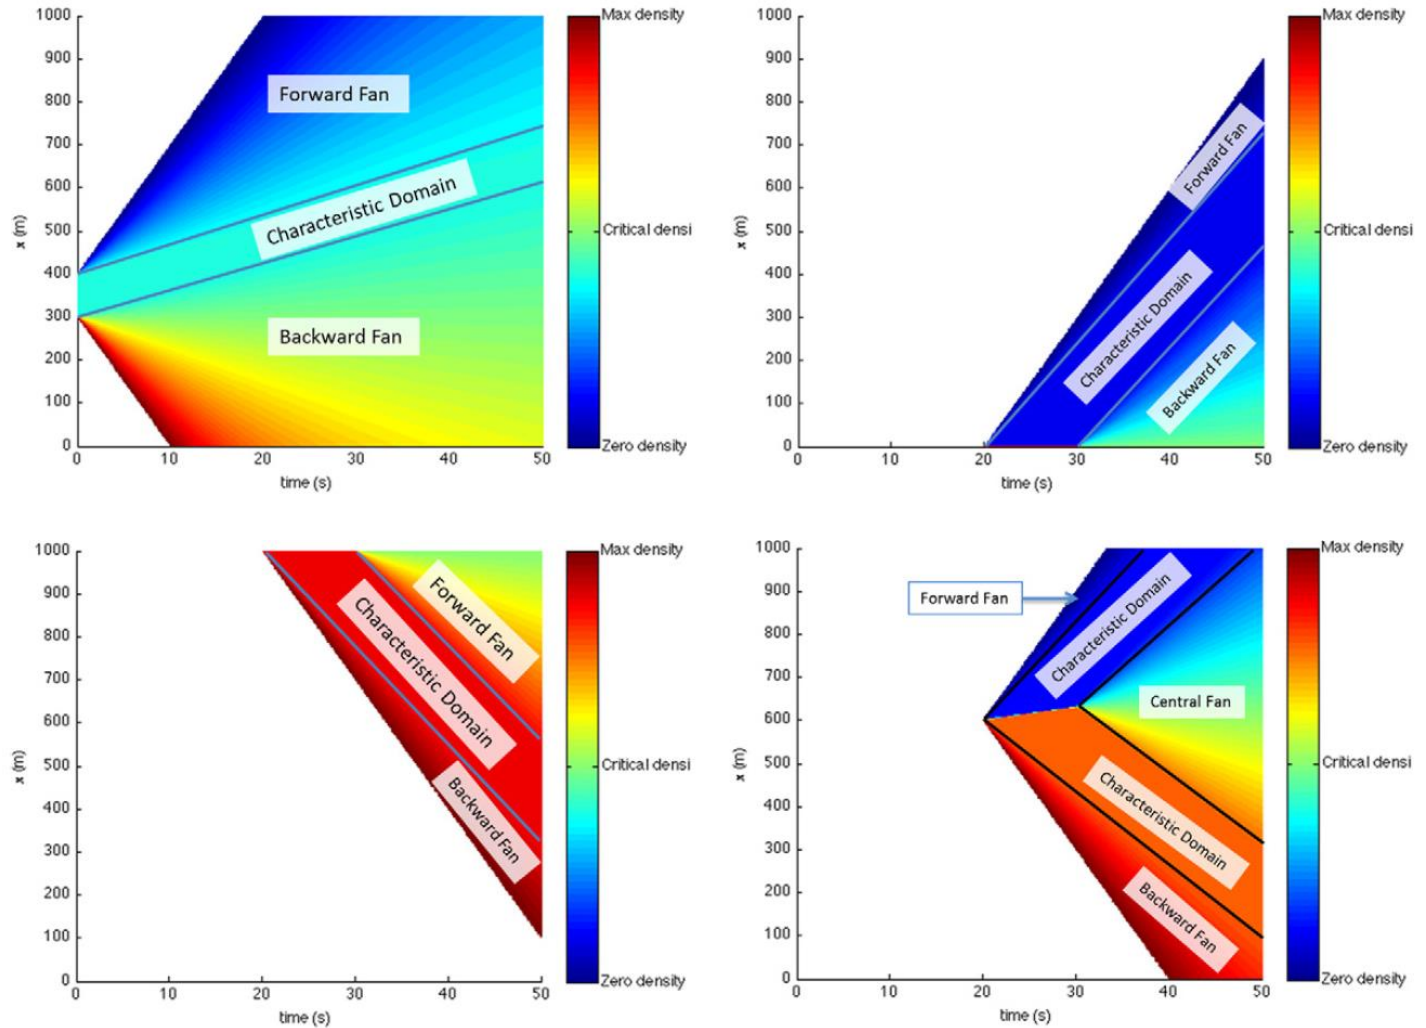 1000
900
800
700
600
500
400
300
200
100
0
x (m)
0 10 20 30 40 50
time (s)
Forward Fan
Characteristic Domain
Backward Fan
Max density
Critical densi
Zero density
1000
900
800
700
600
500
400
300
200
100
0
x (m)
0 10 20 30 40 50
time (s)
Forward Fan
Characteristic Domain
Backward Fan
Max density
Critical densi
Zero density
1000
900
800
700
600
500
400
300
200
100
0
x (m)
0 10 20 30 40 50
time (s)
Forward Fan
Characteristic Domain
Backward Fan
Max density
Critical densi
Zero density
1000
900
800
700
600
500
400
300
200
100
0
x (m)
0 10 20 30 40 50
time (s)
Forward Fan
Characteristic Domain
Central Fan
Characteristic Domain
Backward Fan
Max density
Critical densi
Zero density